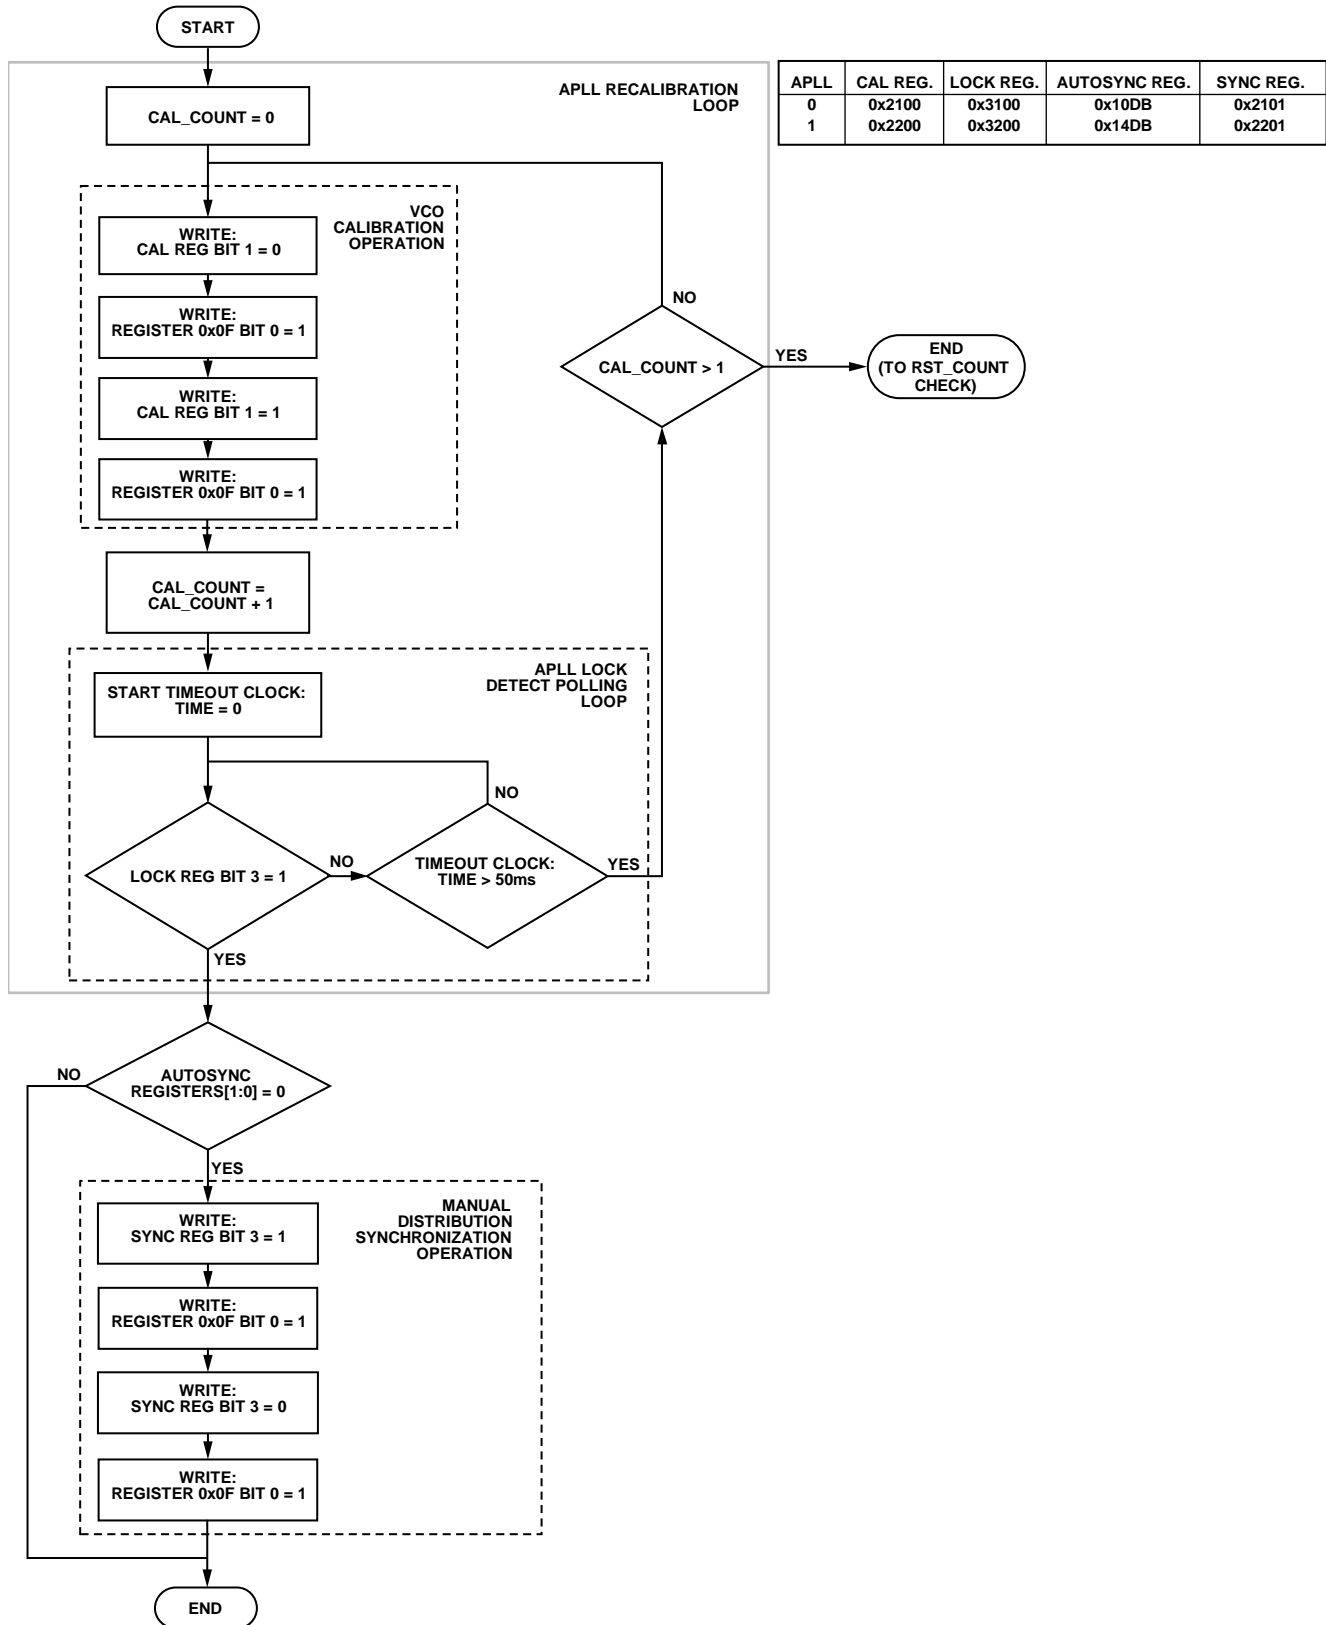 START
APLL RECALIBRATION
LOOP
APLL CAL REG. LOCK REG. AUTOSYNC REG. SYNC REG.
0 0x2100 0x3100 0x10DB 0x2101
1 0x2200 0x3200 0x14DB 0x2201
CAL_COUNT = 0
VCO
CALIBRATION
OPERATION
WRITE:
CAL REG BIT 1 = 0
WRITE:
REGISTER 0x0F BIT 0 = 1
WRITE:
CAL REG BIT 1 = 1
WRITE:
REGISTER 0x0F BIT 0 = 1
NO
CAL_COUNT > 1
YES
END
(TO RST_COUNT
CHECK)
CAL_COUNT =
CAL_COUNT + 1
APLL LOCK
DETECT POLLING
LOOP
START TIMEOUT CLOCK:
TIME = 0
NO
LOCK REG BIT 3 = 1
NO
TIMEOUT CLOCK:
TIME > 50ms
YES
YES
NO
AUTOSYNC
REGISTERS[1:0] = 0
YES
MANUAL
DISTRIBUTION
SYNCHRONIZATION
OPERATION
WRITE:
SYNC REG BIT 3 = 1
WRITE:
REGISTER 0x0F BIT 0 = 1
WRITE:
SYNC REG BIT 3 = 0
WRITE:
REGISTER 0x0F BIT 0 = 1
END